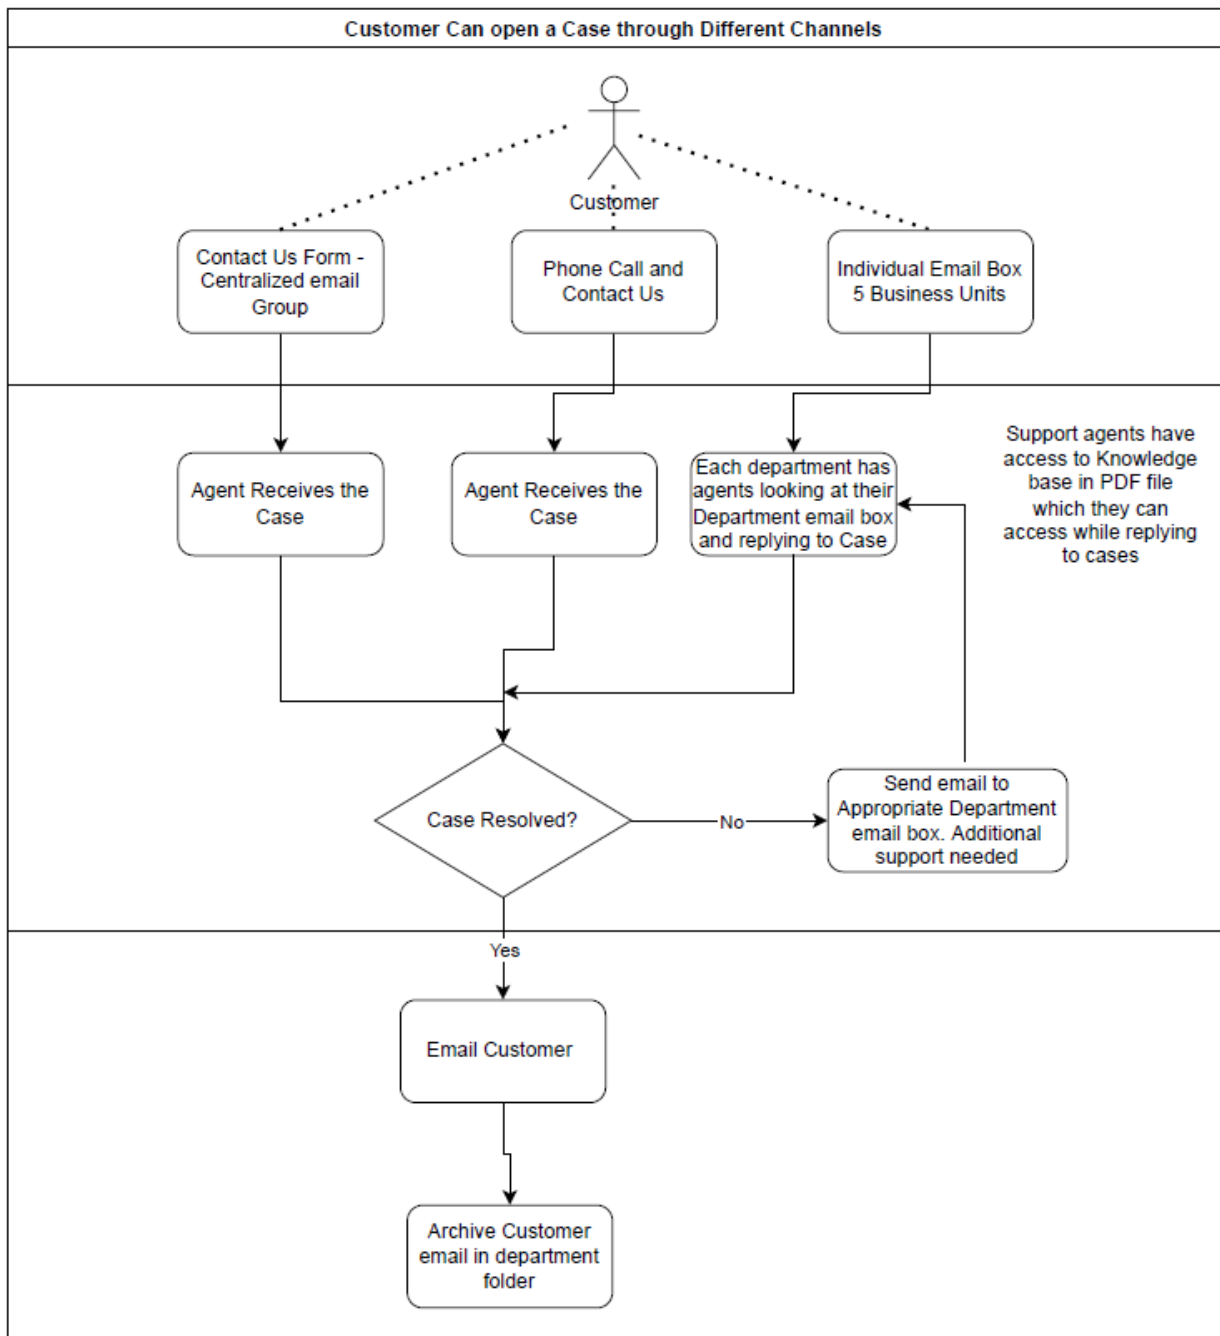 Customer Can open a Case through Different Channels
Customer
Contact Us Form -
Centralized email
Group
Phone Call and
Contact Us
Individual Email Box
5 Business Units
Agent Receives the
Case
Agent Receives the
Case
Each department has
agents looking at their
Department email box
and replying to Case
Support agents have
access to Knowledge
base in PDF file
which they can
access while replying
to cases
Case Resolved?
No
Send email to
Appropriate Department
email box. Additional
support needed
Yes
Email Customer
Archive Customer
email in department
folder